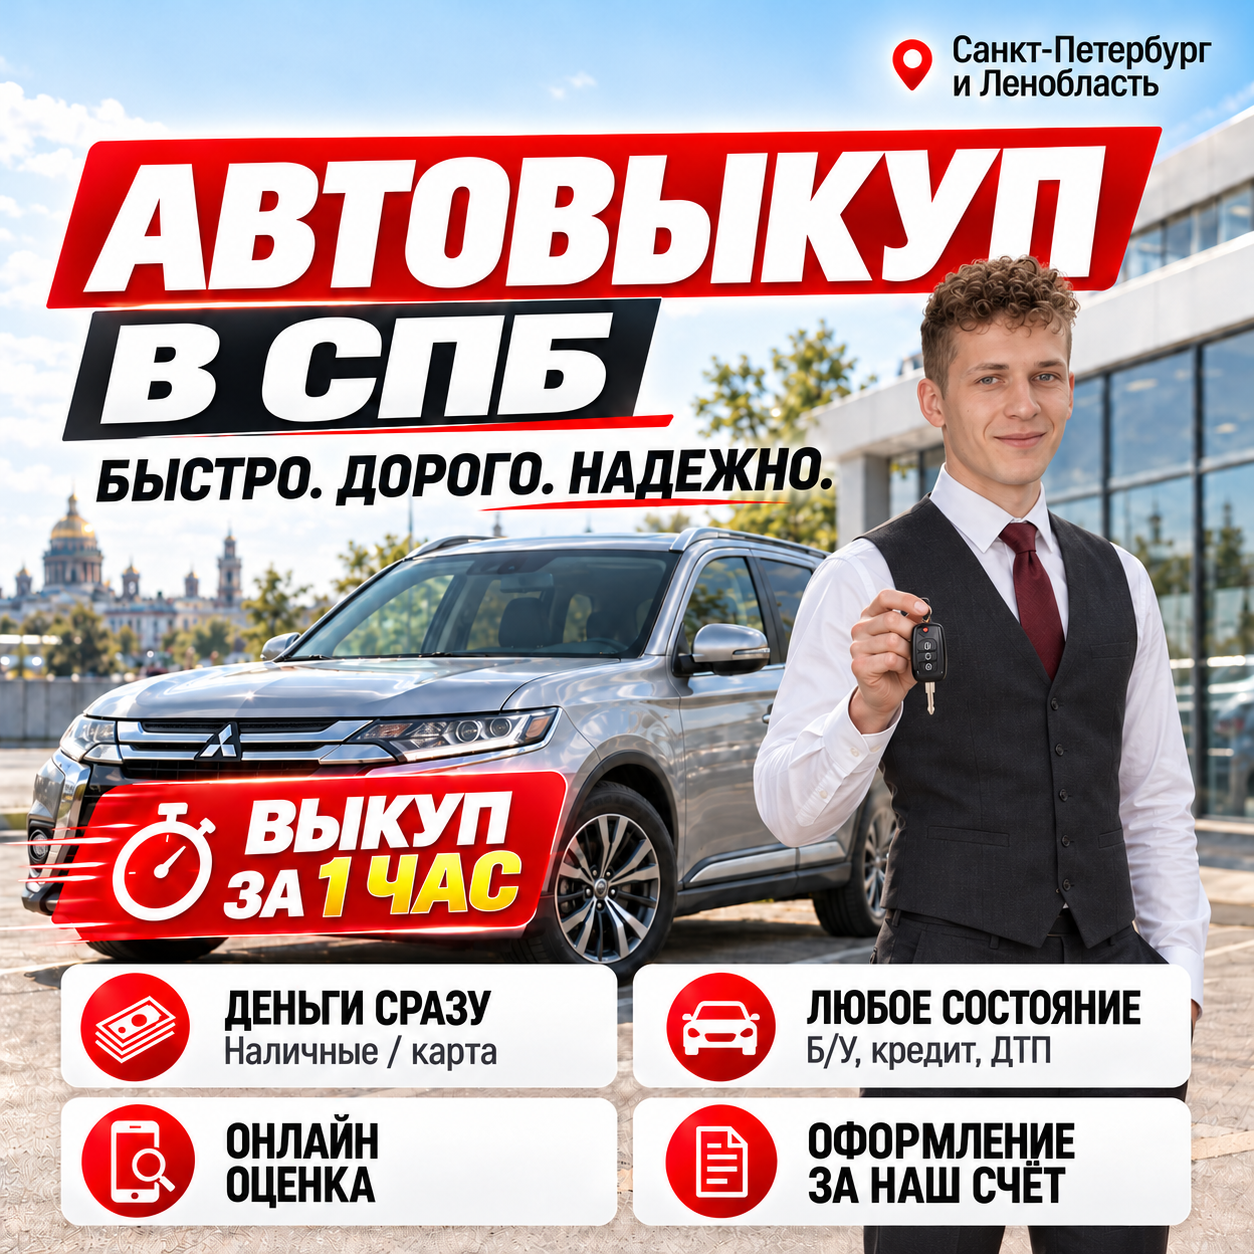 Санкт-Петербург
и Ленобласть
АВТОВЫКУП
В СПБ
БЫСТРО. ДОРОГО. НАДЕЖНО.
ВЫКУП
ЗА 1 ЧАС
ДЕНЬГИ СРАЗУ
Наличные / карта
ЛЮБОЕ СОСТОЯНИЕ
Б/У, кредит, ДТП
ОНЛАЙН
ОЦЕНКА
ОФОРМЛЕНИЕ
ЗА НАШ СЧЁТ